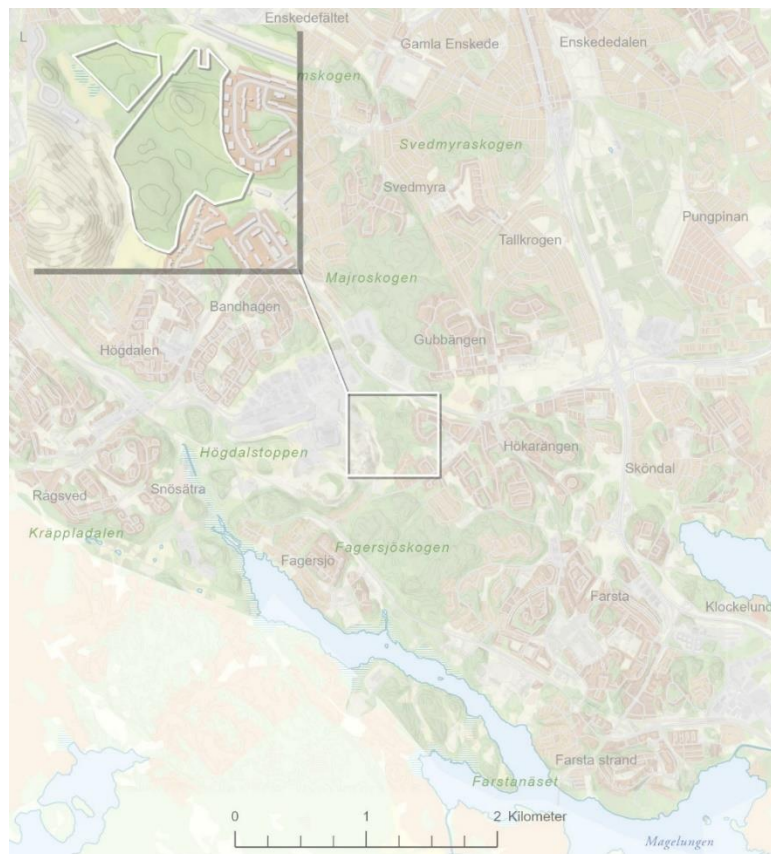 Enskedefältet
L
Gamla Enskede
Enskededalen
mskogen
Svedmyraskogen
Svedmyra
Pungpinan
Tallkrogen
Majroskogen
Bandhagen
Gubbängen
Högdalen
Högdalstoppen
Hökarängen
Sköndal
Rågsved
Snösätra
Kräppladalen
Fagersjöskogen
Fagersjö
Farsta
Klockelund
Farsta strand
Farstanäset
0 1 2 Kilometer
Magelungen